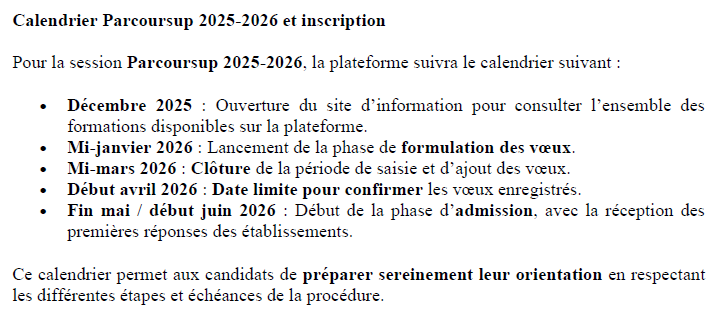 Calendrier Parcoursup 2025-2026 et inscription
Pour la session Parcoursup 2025-2026, la plateforme suivra le calendrier suivant :
• Décembre 2025 : Ouverture du site d’information pour consulter l’ensemble des
formations disponibles sur la plateforme.
• Mi-janvier 2026 : Lancement de la phase de formulation des vœux.
• Mi-mars 2026 : Clôture de la période de saisie et d’ajout des vœux.
• Début avril 2026 : Date limite pour confirmer les vœux enregistrés.
• Fin mai / début juin 2026 : Début de la phase d’admission, avec la réception des
premières réponses des établissements.
Ce calendrier permet aux candidats de préparer sereinement leur orientation en respectant
les différentes étapes et échéances de la procédure.